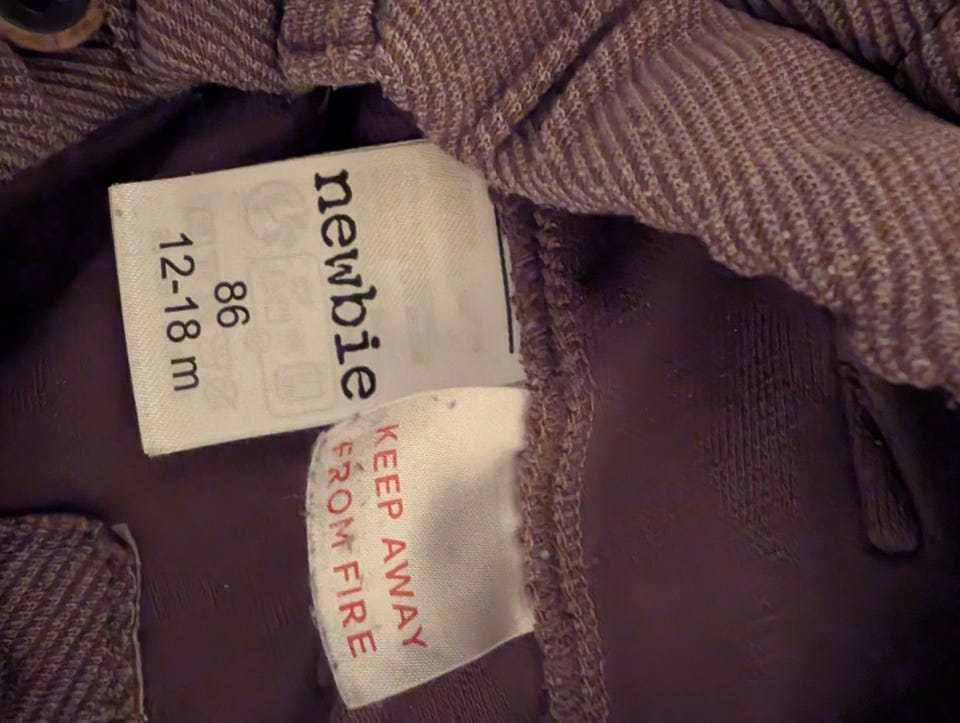 newbie
86
12-18 m
KEEP AWAY
FROM FIRE